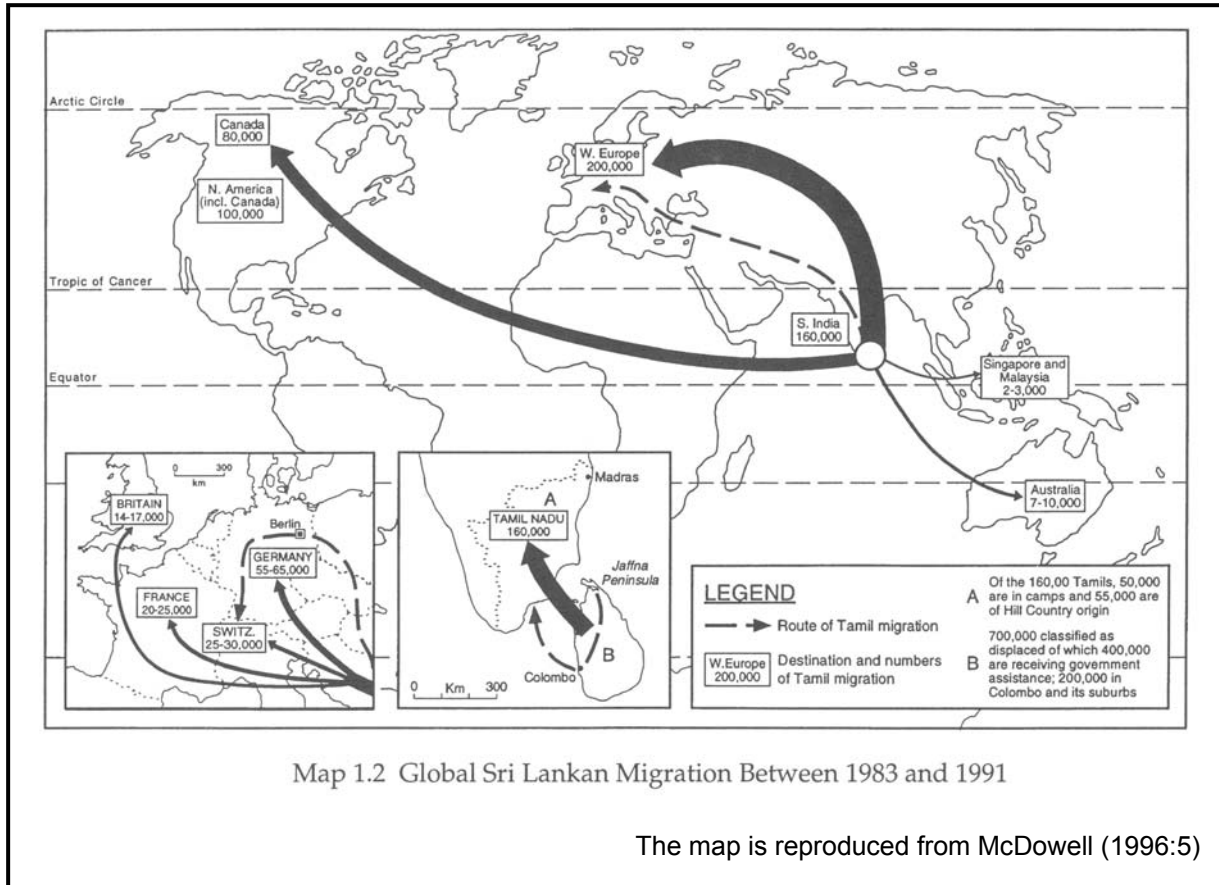 Arctic Circle
Canada
80,000
N. America
(incl. Canada)
100,000
W. Europe
200,000
Tropic of Cancer
S. India
160,000
Equator
Singapore and
Malaysia
2-3,000
Australia
7-10,000
0 300
km
BRITAIN
14-17,000
Berlin
GERMANY
55-65,000
FRANCE
20-25,000
SWITZ.
25-30,000
Madras
A
TAMIL NADU
160,000
Jaffna
Peninsula
B
Colombo
0 Km 300
LEGEND
Route of Tamil migration
W.Europe
200,000
Destination and numbers
of Tamil migration
A
Of the 160,00 Tamils, 50,000
are in camps and 55,000 are
of Hill Country origin
B
700,000 classified as
displaced of which 400,000
are receiving government
assistance; 200,000 in
Colombo and its suburbs
Map 1.2 Global Sri Lankan Migration Between 1983 and 1991
The map is reproduced from McDowell (1996:5)